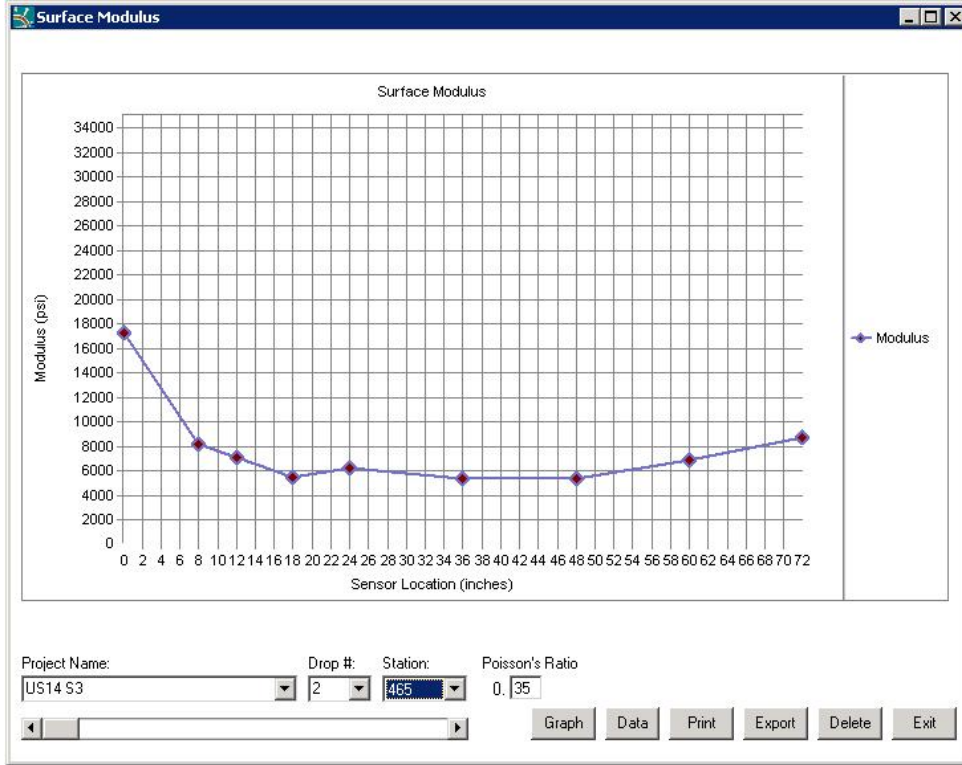 Surface Modulus
Surface Modulus
34000
32000
30000
28000
26000
24000
22000
20000
18000
16000
14000
12000
10000
8000
6000
4000
2000
0
Modulus (psi)
0 2 4 6 8 10 12 14 16 18 20 22 24 26 28 30 32 34 36 38 40 42 44 46 48 50 52 54 56 58 60 62 64 66 68 70 72
Sensor Location (inches)
Modulus
Project Name: Drop #: Station: Poisson's Ratio
US14 S3 2 465 0. 35
Graph Data Print Export Delete Exit